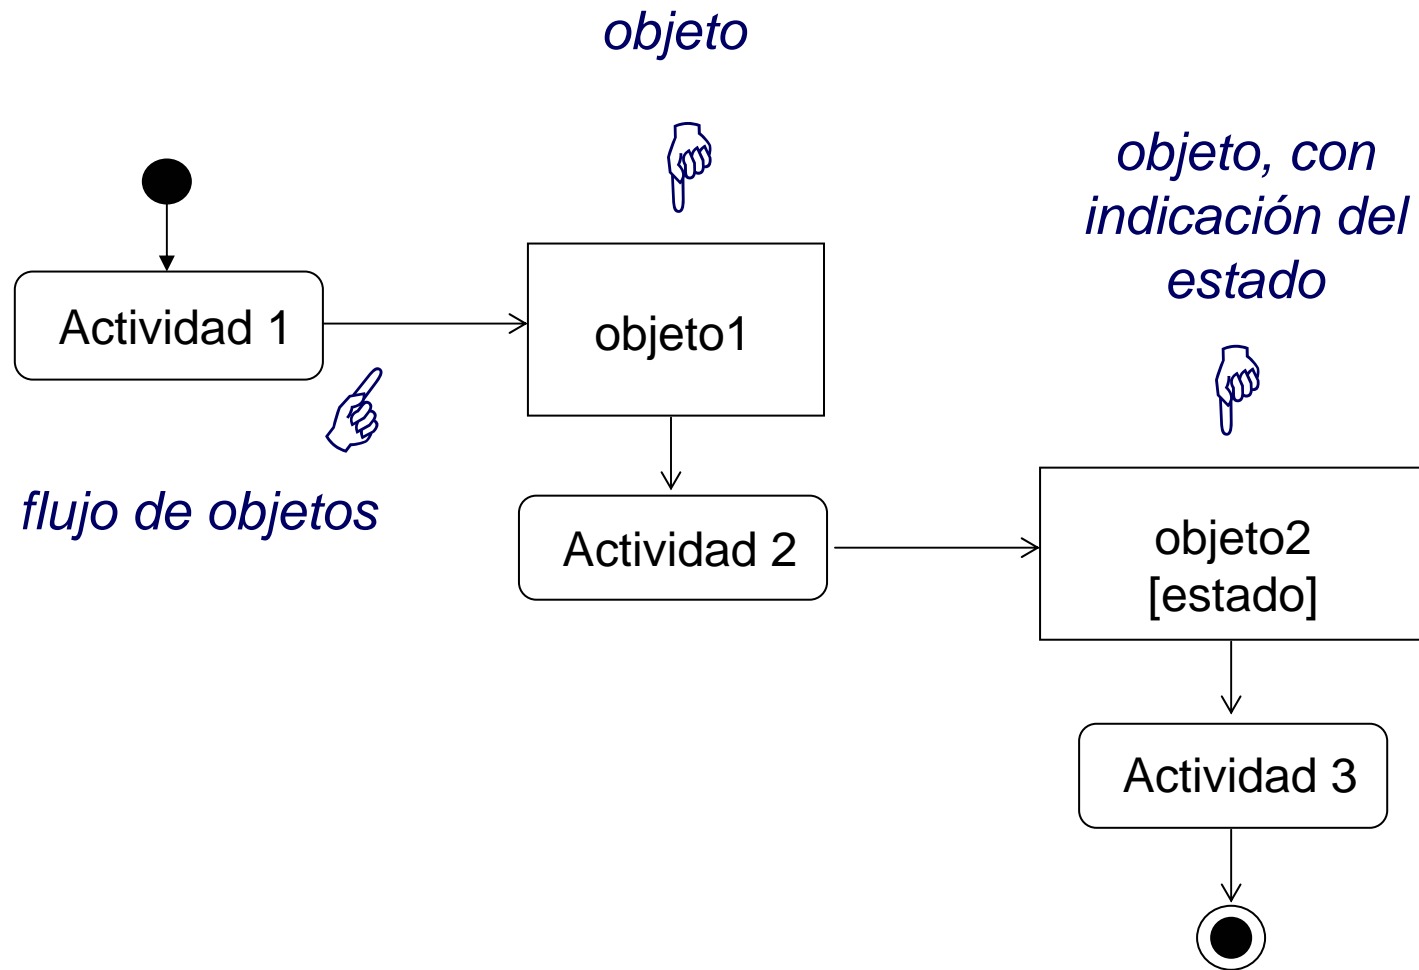 objeto
objeto, con
indicación del
estado
Actividad 1
objeto1
flujo de objetos
Actividad 2
objeto2
[estado]
Actividad 3